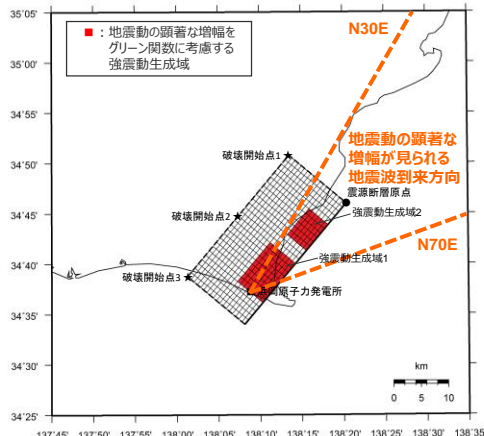 35°05'
35°00'
34°55'
34°50'
34°45'
34°40'
34°35'
34°30'
34°25'
■ : 地震動の顕著な増幅を
グリーン関数に考慮する
強震動生成域
N30E
地震動の顕著な
増幅が見られる
地震波到来方向
破壊開始点1
震源断層原点
強震動生成域2
N70E
破壊開始点2
強震動生成域1
破壊開始点3
岡原子力発電所
km
0 5 10
137°45' 137°50' 137°55' 138°00' 138°05' 138°10' 138°15' 138°20' 138°25' 138°30' 138°35'